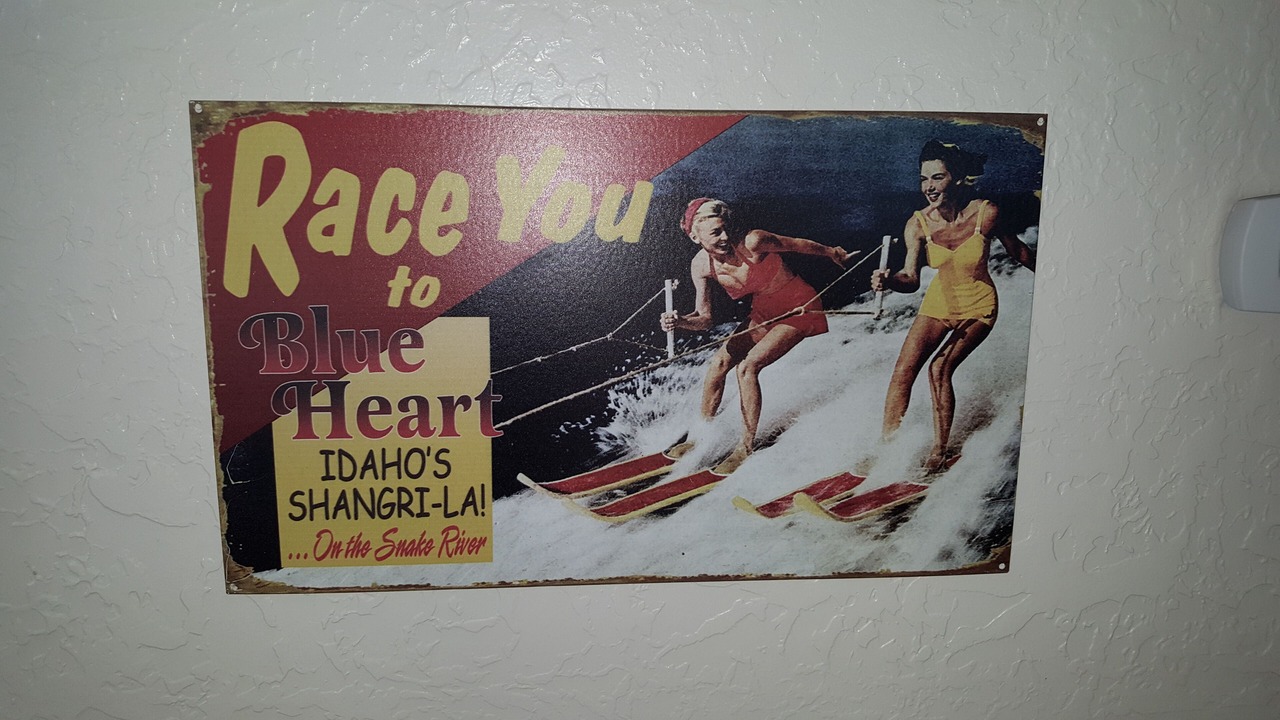 Race You
to
Blue
Heart
IDAHO'S
SHANGRI-LA!
...On the Snake River